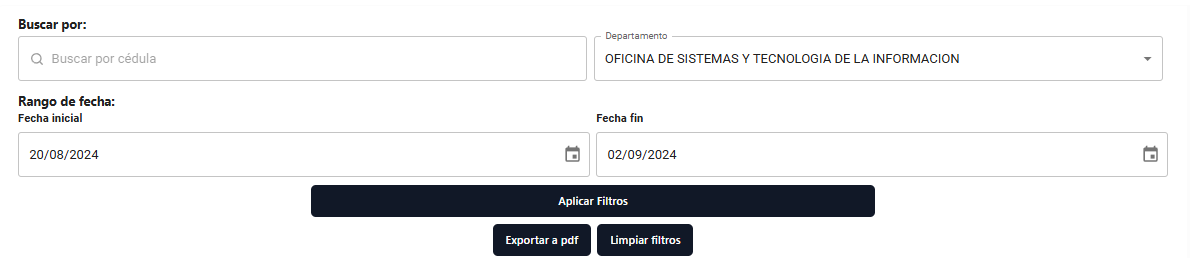 Buscar por:
Buscar por cédula
Departamento
OFICINA DE SISTEMAS Y TECNOLOGIA DE LA INFORMACION
Rango de fecha:
Fecha inicial
Fecha fin
20/08/2024
02/09/2024
Aplicar Filtros
Exportar a pdf
Limpiar filtros